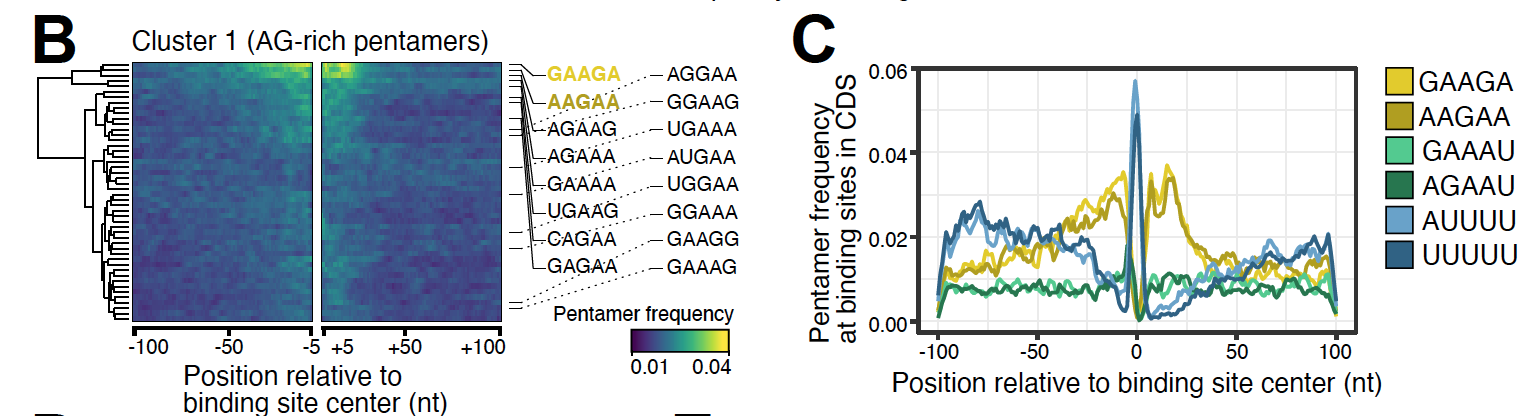 B
Cluster 1 (AG-rich pentamers)
GAAGA
AAGAA
AGAAG
AGAAA
GAAAA
UGAAG
CAGAA
GAGAA
AGGAA
GGAAG
UGAAA
AUGAA
UGGAA
GGAAA
GAAGG
GAAAG
-100 -50 -5 +5 +50 +100
Position relative to
binding site center (nt)
Pentamer frequency
0.01 0.04
C
Pentamer frequency
at binding sites in CDS
0.06
0.04
0.02
0.00
-100 -50 0 50 100
Position relative to binding site center (nt)
GAAGA
AAGAA
GAAAU
AGAAU
AUUUU
UUUUU